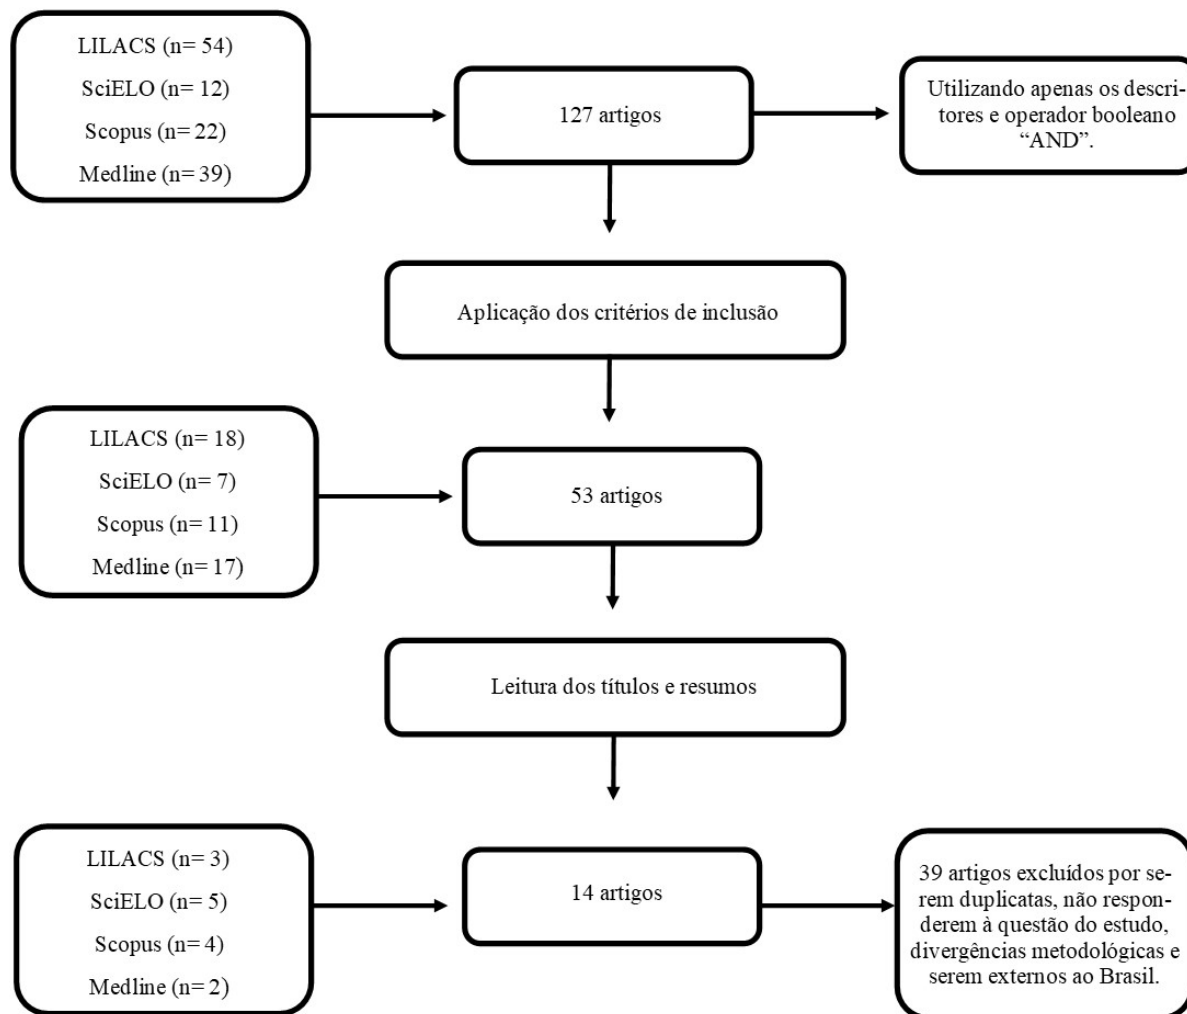 LILACS (n= 54)
SciELO (n= 12)
Scopus (n= 22)
Medline (n= 39)
127 artigos
Utilizando apenas os descri-
tores e operador booleano
“AND”.
Aplicação dos critérios de inclusão
LILACS (n= 18)
SciELO (n= 7)
Scopus (n= 11)
Medline (n= 17)
53 artigos
Leitura dos títulos e resumos
LILACS (n= 3)
SciELO (n= 5)
Scopus (n= 4)
Medline (n= 2)
14 artigos
39 artigos excluídos por se-
rem duplicatas, não respon-
derem à questão do estudo,
divergências metodológicas e
serem externos ao Brasil.